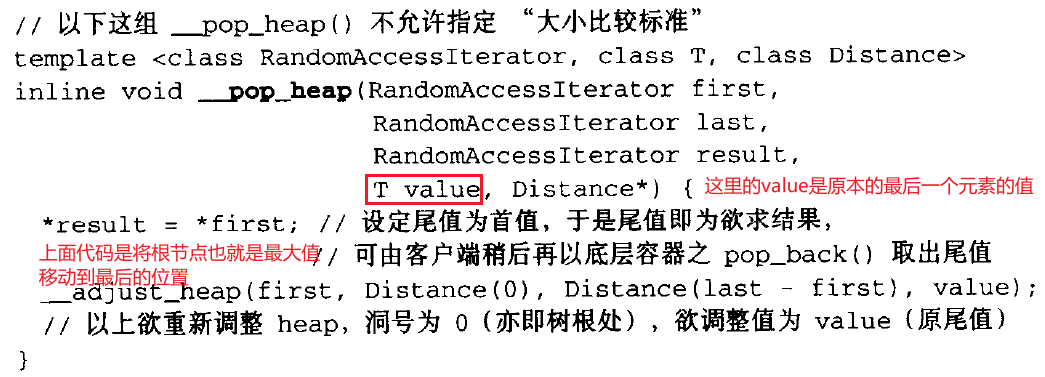 // 以下这组 __pop_heap() 不允许指定 “大小比较标准”
template <class RandomAccessIterator, class T, class Distance>
inline void __pop_heap(RandomAccessIterator first,
RandomAccessIterator last,
RandomAccessIterator result,
T value, Distance*) { 这里的value是原本的最后一个元素的值
*result = *first; // 设定尾值为首值，于是尾值即为欲求结果，
上面代码是将根节点也就是最大值
// 可由客户端稍后再以底层容器之 pop_back() 取出尾值
移动到最后的位置
__adjust_heap(first, Distance(0), Distance(last - first), value);
// 以上欲重新调整 heap，洞号为 0（亦即树根处），欲调整值为 value（原尾值）
}